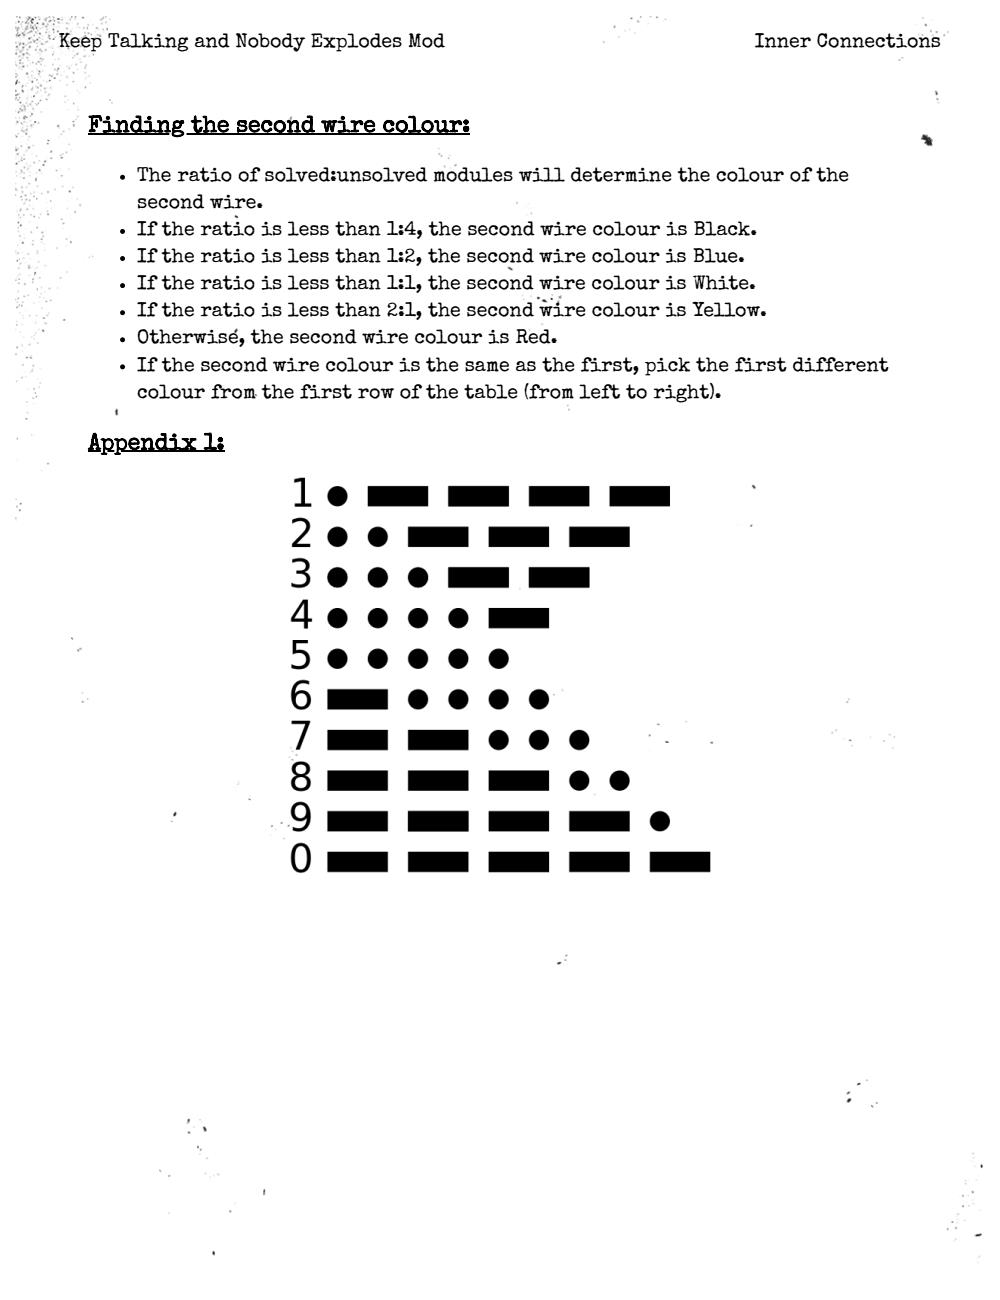 Keep Talking and Nobody Explodes Mod
Inner Connections
Finding the second wire colour:
• The ratio of solved:unsolved modules will determine the colour of the
second wire.
• If the ratio is less than 1:4, the second wire colour is Black.
• If the ratio is less than 1:2, the second wire colour is Blue.
• If the ratio is less than 1:1, the second wire colour is White.
• If the ratio is less than 2:1, the second wire colour is Yellow.
• Otherwise, the second wire colour is Red.
• If the second wire colour is the same as the first, pick the first different
colour from the first row of the table (from left to right).
Appendix 1:
1
2
3
4
5
6
7
8
9
0